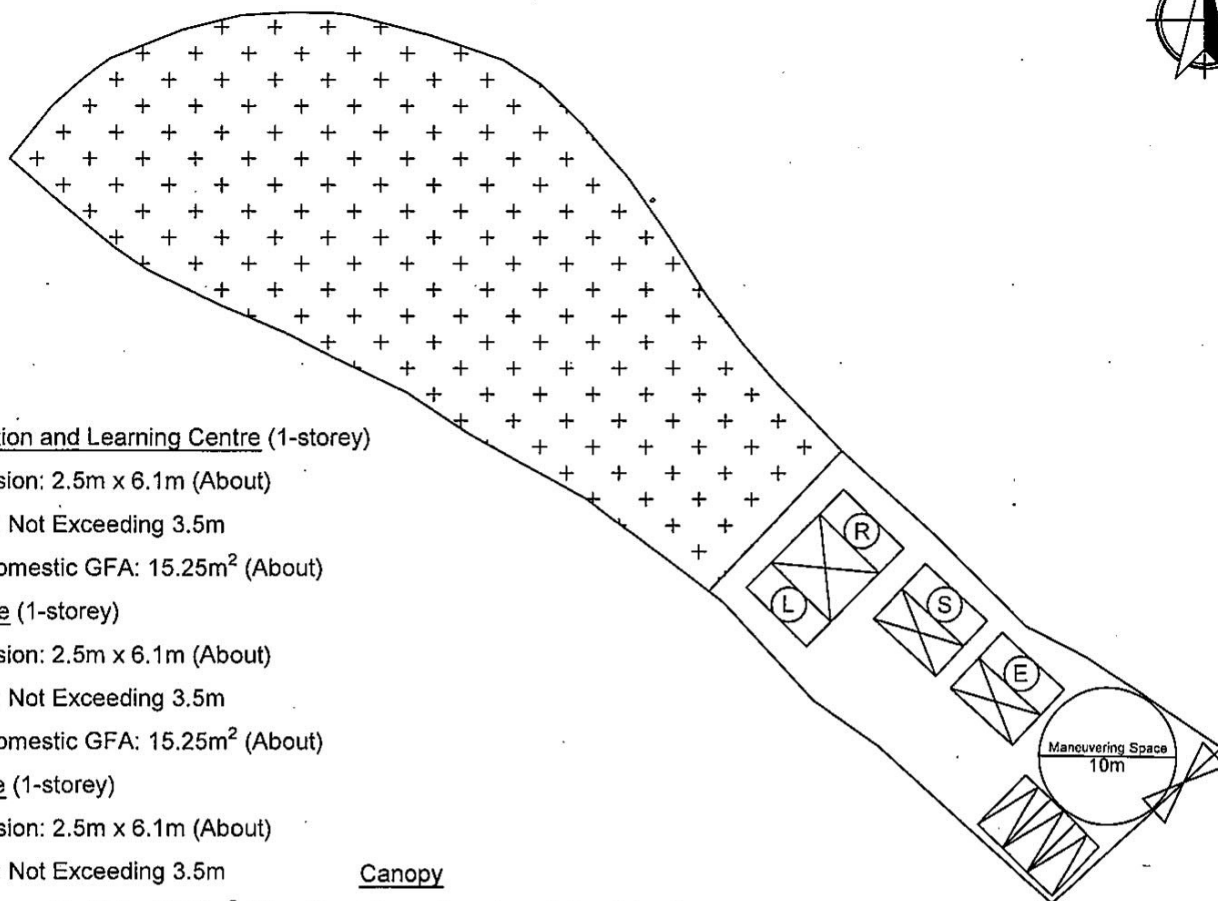 tion and Learning Centre (1-storey)
sion: 2.5m x 6.1m (About)
Not Exceeding 3.5m
omestic GFA: 15.25m² (About)
e (1-storey)
sion: 2.5m x 6.1m (About)
Not Exceeding 3.5m
omestic GFA: 15.25m² (About)
e (1-storey)
sion: 2.5m x 6.1m (About)
Not Exceeding 3.5m
Canopy
R
L
S
E
Maneuvering Space
10m